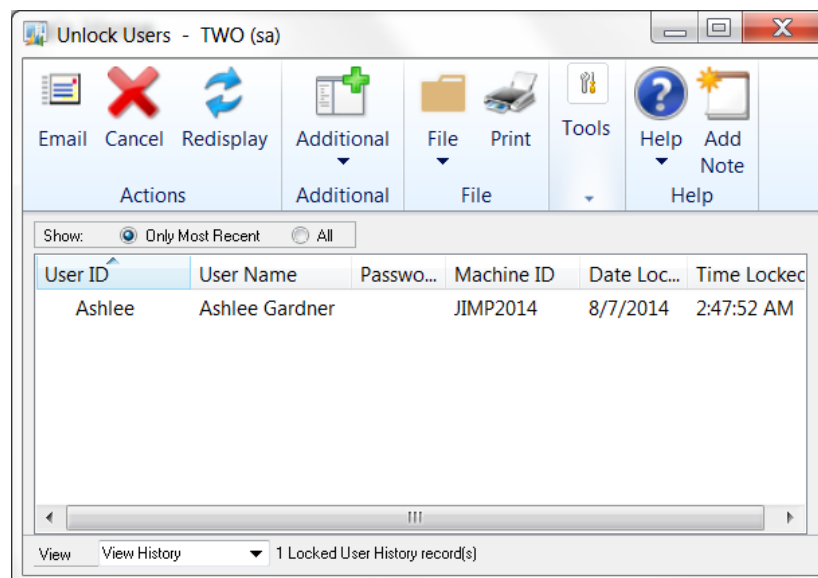 Unlock Users - TWO (sa)
Email Cancel Redisplay Additional File Print Tools Help Add Note
Actions Additional File Help
Show: Only Most Recent All
User ID User Name Passwo... Machine ID Date Loc... Time Locked
Ashlee Ashlee Gardner JIMP2014 8/7/2014 2:47:52 AM
View View History 1 Locked User History record(s)